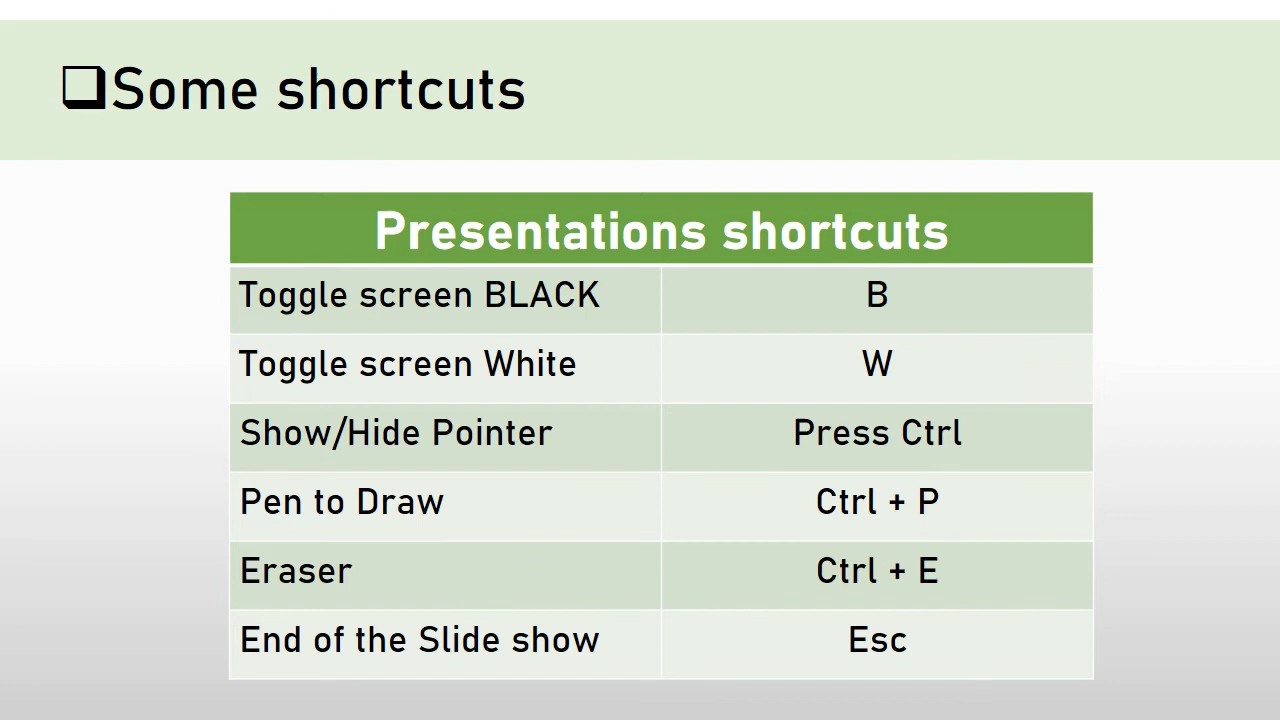 ❑Some shortcuts
Presentations shortcuts
Toggle screen BLACK B
Toggle screen White W
Show/Hide Pointer Press Ctrl
Pen to Draw Ctrl + P
Eraser Ctrl + E
End of the Slide show Esc